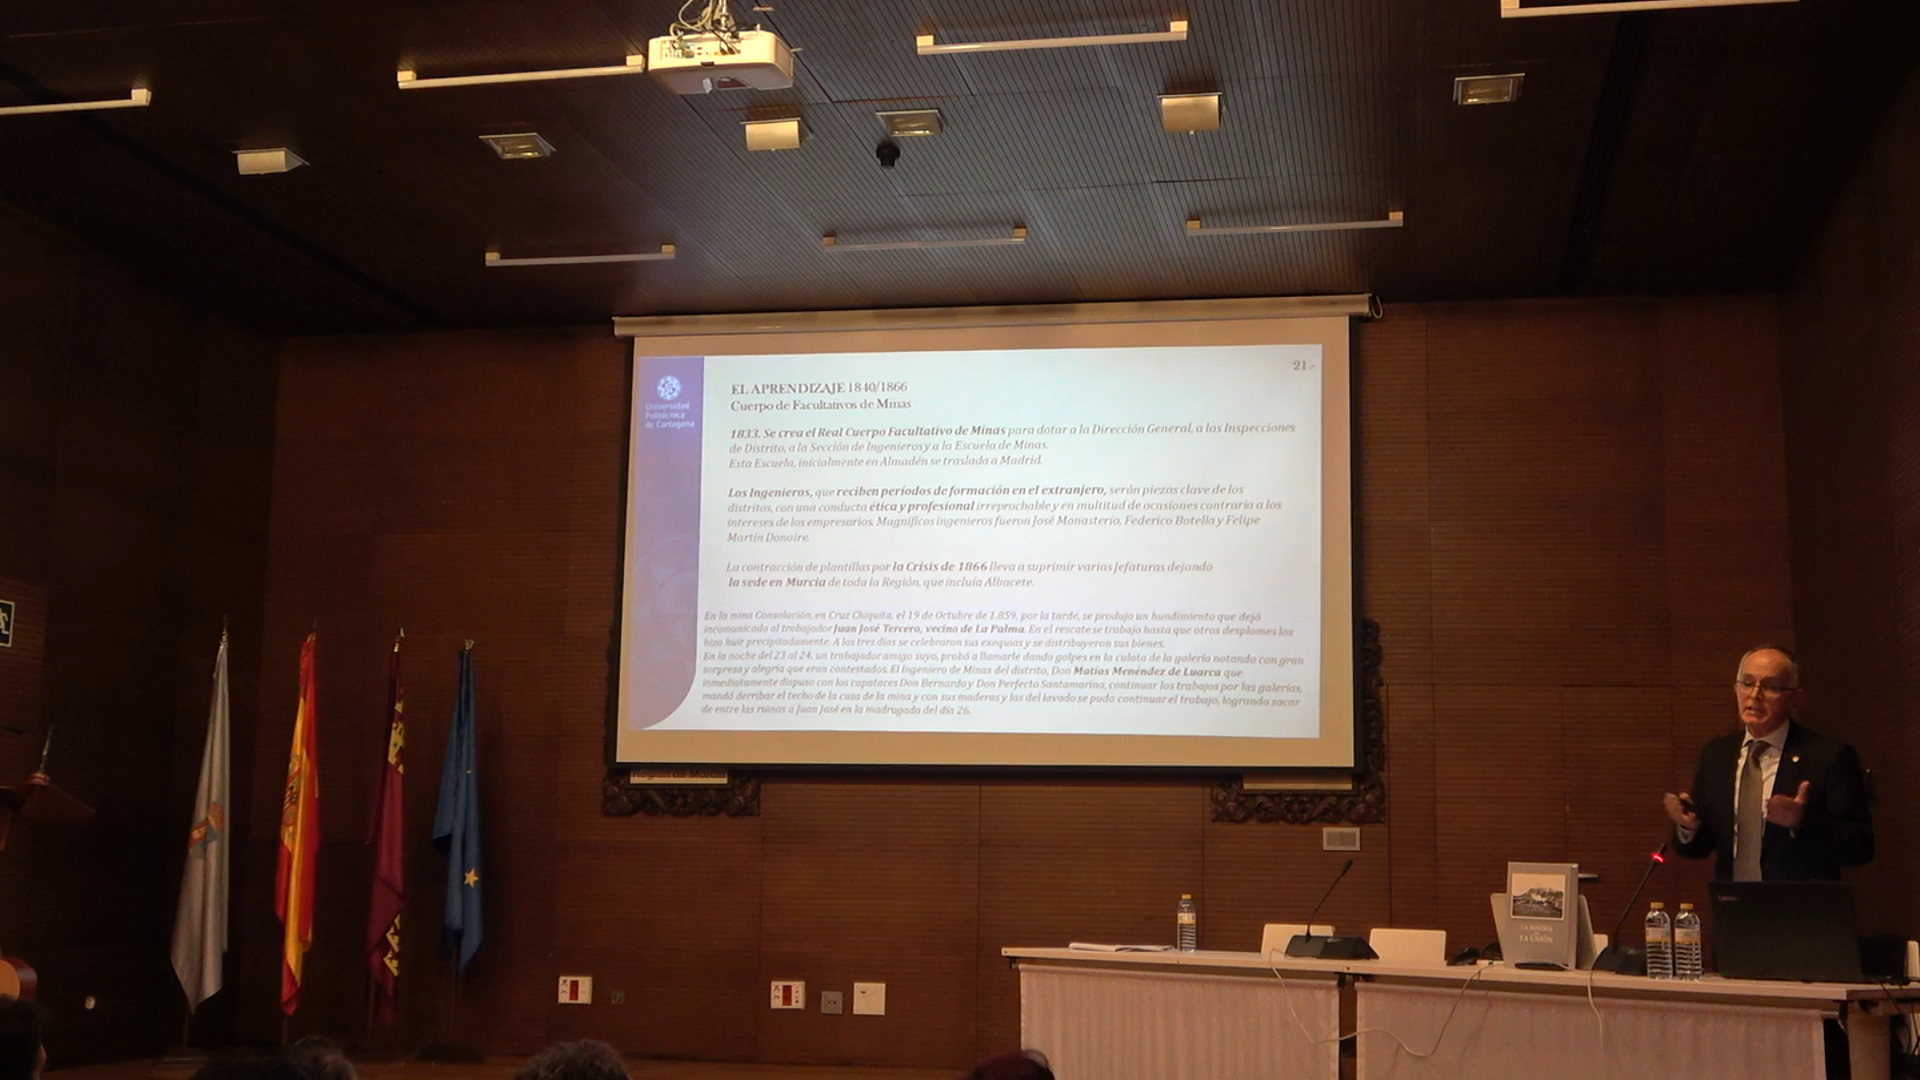 21.-
Universidad
Politécnica
de Cartagena
EL APRENDIZAJE 1840/1866
Cuerpo de Facultativos de Minas
1833. Se crea el Real Cuerpo Facultativo de Minas para dotar a la Dirección General, a las Inspecciones
de Distrito, a la Sección de Ingenieros y a la Escuela de Minas.
Esta Escuela, inicialmente en Almadén se traslada a Madrid.
Los Ingenieros, que reciben períodos de formación en el extranjero, serán piezas clave de los
distritos, con una conducta ética y profesional irreprochable y en multitud de ocasiones contraria a los
intereses de los empresarios. Magníficos ingenieros fueron José Monasterio, Federico Botella y Felipe
Martín Donaire.
La contracción de plantillas por la Crisis de 1866 lleva a suprimir varias Jefaturas dejando
la sede en Murcia de toda la Región, que incluía Albacete.
En la mina Consolación, en Cruz Chiquita, el 19 de Octubre de 1.859, por la tarde, se produjo un hundimiento que dejó
incomunicado al trabajador Juan José Tercero, vecino de La Palma. En el rescate se trabajo hasta que otros desplomes los
hizo huir precipitadamente. A los tres días se celebraron sus exequias y se distribuyeron sus bienes.
En la noche del 23 al 24, un trabajador amigo suyo, probó a llamarle dando golpes en la culata de la galería notando con gran
sorpresa y alegría que eran contestados. El Ingeniero de Minas del distrito, Don Matías Menéndez de Luarca que
inmediatamente dispuso con los capataces Don Bernardo y Don Perfecto Santamarina, continuar los trabajos por las galerías,
mandó derribar el techo de la casa de la mina y con sus maderas y las del lavado se pudo continuar el trabajo, logrando sacar
de entre las ruinas a Juan José en la madrugada del día 26.
Región de Murcia
LA MINERÍA
LA UNIÓN